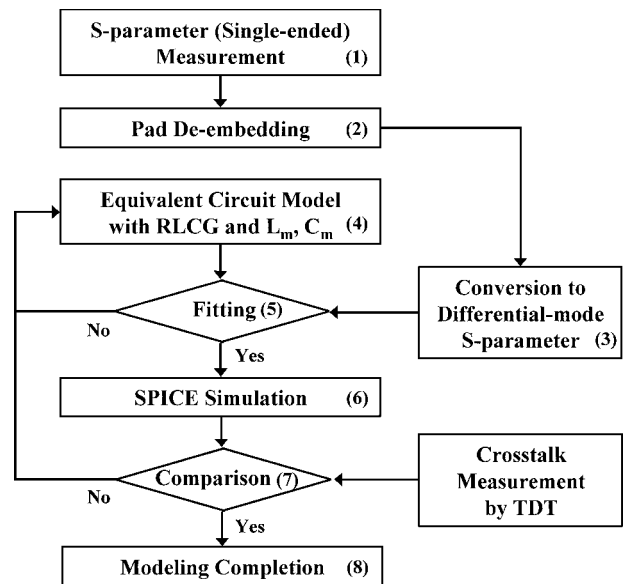 S-parameter (Single-ended)
Measurement (1)
Pad De-embedding (2)
Equivalent Circuit Model
with RLCG and Lm, Cm (4)
Conversion to
Differential-mode
S-parameter (3)
Fitting (5)
No
Yes
SPICE Simulation (6)
Comparison (7)
No
Crosstalk
Measurement
by TDT
Yes
Modeling Completion (8)